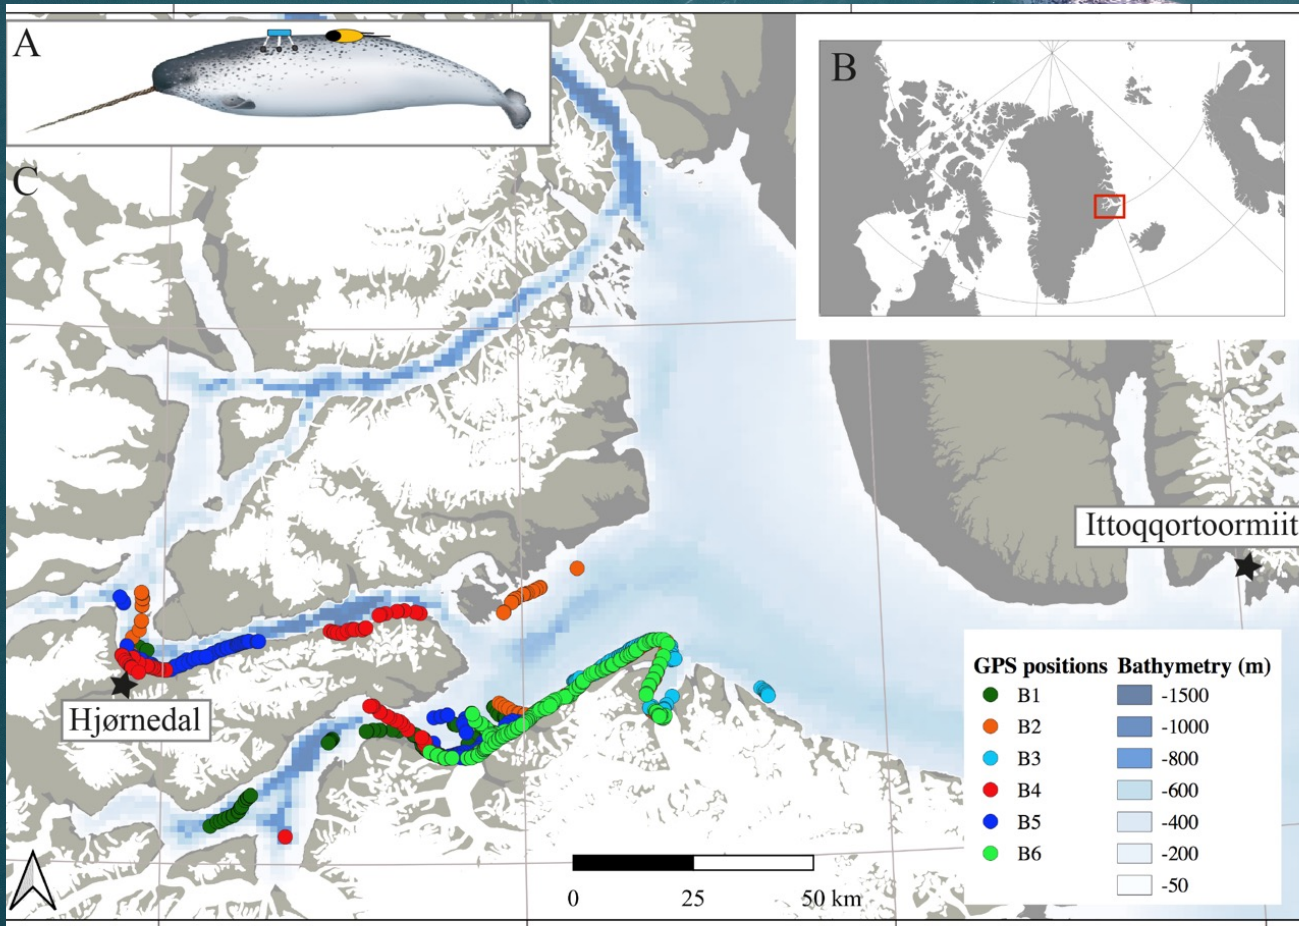 A
B
C
Ittoqqortoormiit
Hjørnedal
GPS positions Bathymetry (m)
B1 -1500
B2 -1000
B3 -800
B4 -600
B5 -400
B6 -200
-50
0 25 50 km